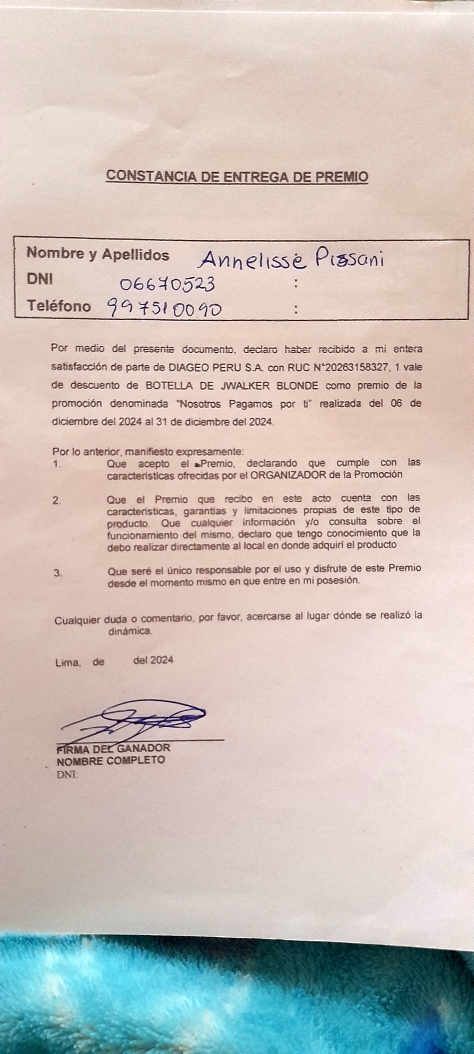 CONSTANCIA DE ENTREGA DE PREMIO
Nombre y Apellidos Annelisse Pissani
DNI 06670523 :
Teléfono 997510090 :
Por medio del presente documento, declaro haber recibido a mi entera
satisfacción de parte de DIAGEO PERU S.A. con RUC N°20263158327, 1 vale
de descuento de BOTELLA DE JWALKER BLONDE como premio de la
promoción denominada "Nosotros Pagamos por ti" realizada del 06 de
diciembre del 2024 al 31 de diciembre del 2024.
Por lo anterior, manifiesto expresamente:
1. Que acepto el Premio, declarando que cumple con las
características ofrecidas por el ORGANIZADOR de la Promoción
2. Que el Premio que recibo en este acto cuenta con las
características, garantías y limitaciones propias de este tipo de
producto. Que cualquier información y/o consulta sobre el
funcionamiento del mismo, declaro que tengo conocimiento que la
debo realizar directamente al local en donde adquirí el producto
3. Que seré el único responsable por el uso y disfrute de este Premio
desde el momento mismo en que entre en mi posesión.
Cualquier duda o comentario, por favor, acercarse al lugar dónde se realizó la
dinámica.
Lima, de del 2024
FIRMA DEL GANADOR
NOMBRE COMPLETO
DNI: